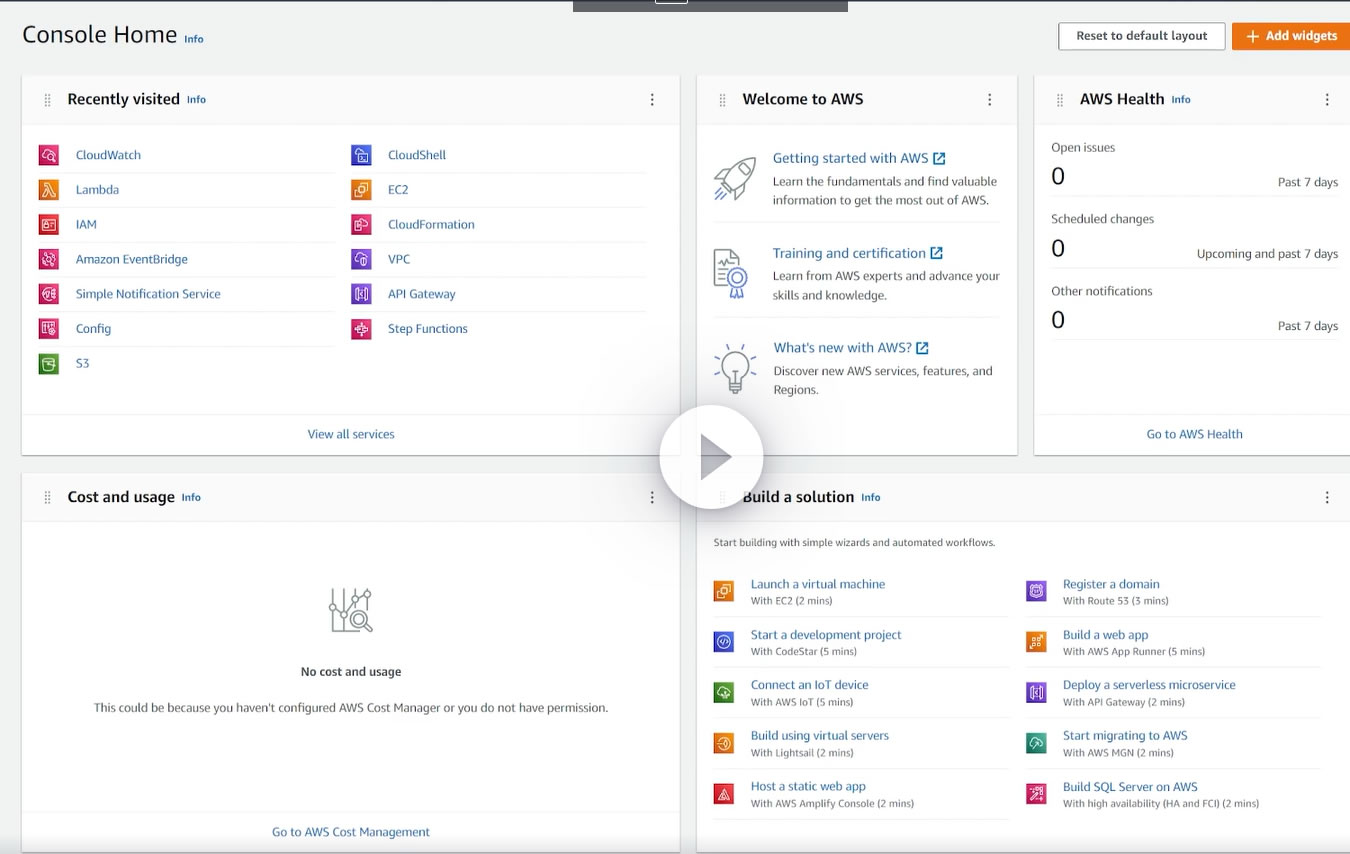 Console Home Info
Reset to default layout
Add widgets
Recently visited Info
CloudWatch
Lambda
IAM
Amazon EventBridge
Simple Notification Service
Config
S3
CloudShell
EC2
CloudFormation
VPC
API Gateway
Step Functions
View all services
Welcome to AWS
Getting started with AWS
Learn the fundamentals and find valuable
information to get the most out of AWS.
Training and certification
Learn from AWS experts and advance your
skills and knowledge.
What's new with AWS?
Discover new AWS services, features, and
Regions.
AWS Health Info
Open issues
0 Past 7 days
Scheduled changes
0 Upcoming and past 7 days
Other notifications
0 Past 7 days
Go to AWS Health
Cost and usage Info
No cost and usage
This could be because you haven't configured AWS Cost Manager or you do not have permission.
Go to AWS Cost Management
Build a solution Info
Start building with simple wizards and automated workflows.
Launch a virtual machine
With EC2 (2 mins)
Start a development project
With CodeStar (5 mins)
Connect an IoT device
With AWS IoT (5 mins)
Build using virtual servers
With Lightsail (2 mins)
Host a static web app
With AWS Amplify Console (2 mins)
Register a domain
With Route 53 (3 mins)
Build a web app
With AWS App Runner (5 mins)
Deploy a serverless microservice
With API Gateway (2 mins)
Start migrating to AWS
With AWS MGN (2 mins)
Build SQL Server on AWS
With high availability (HA and FCI) (2 mins)